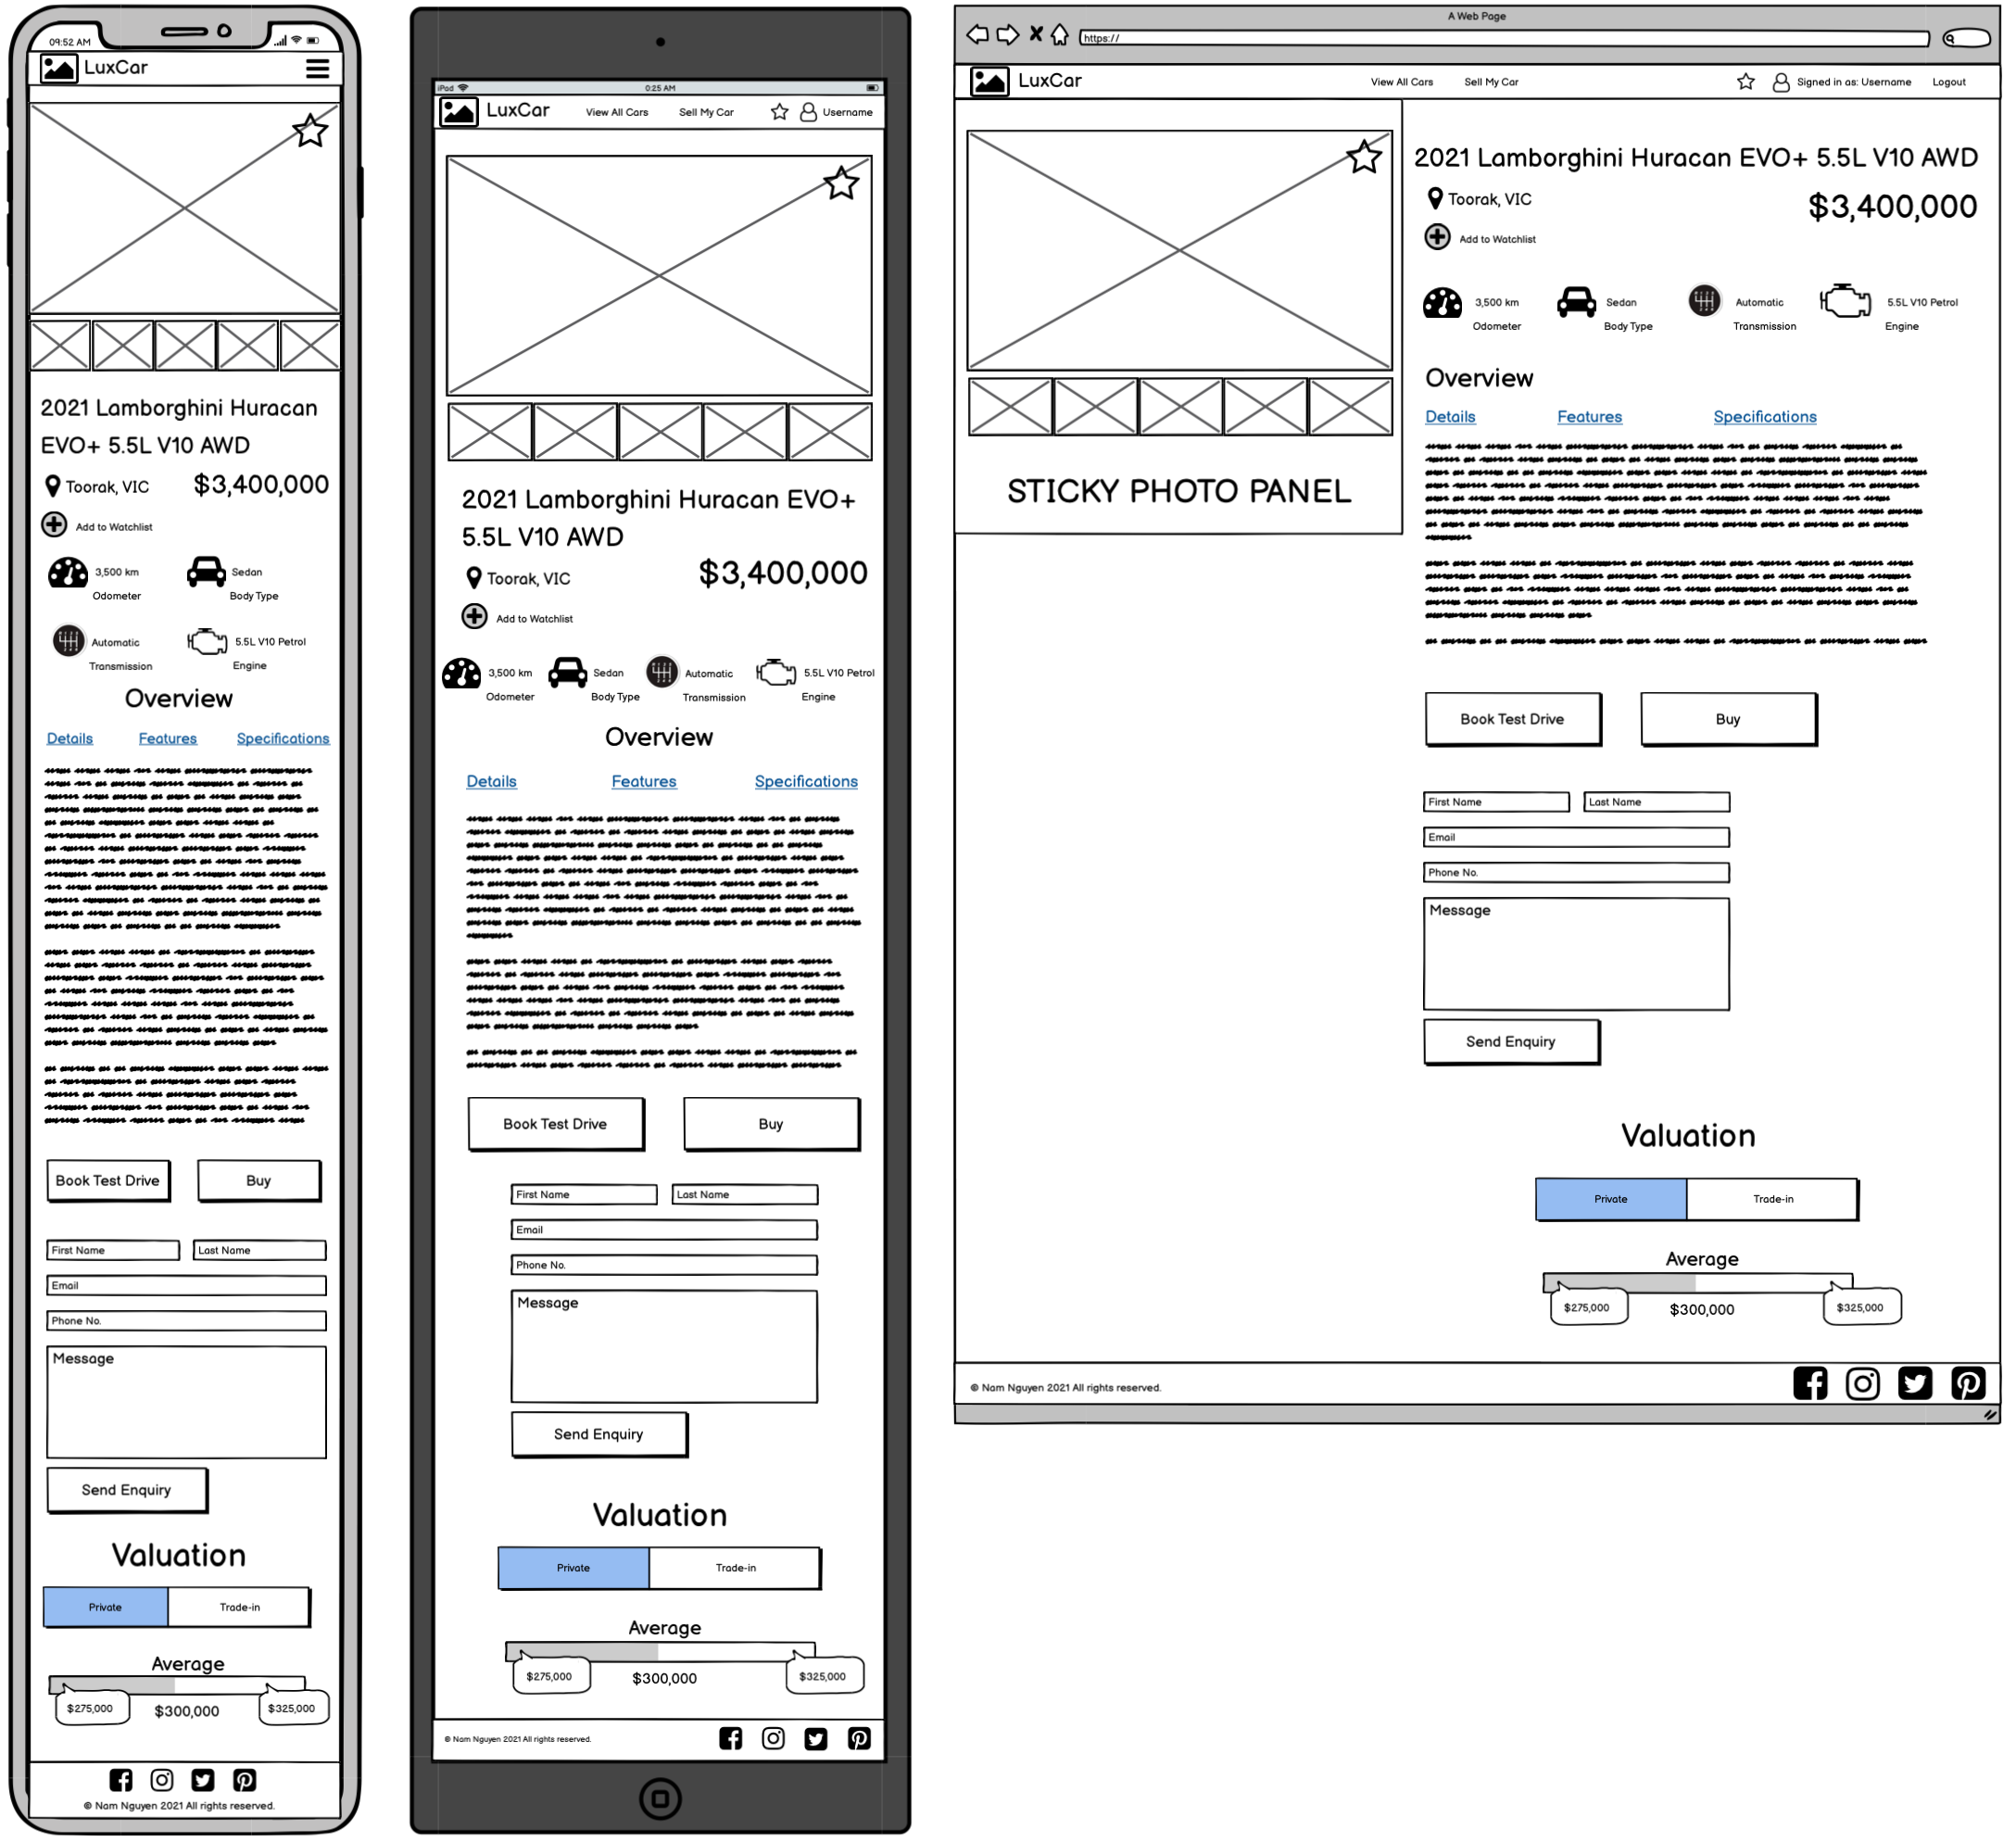 09:52 AM
LuxCar
2021 Lamborghini Huracan
EVO+ 5.5L V10 AWD
Toorak, VIC
$3,400,000
Add to Watchlist
3,500 km
Odometer
Sedan
Body Type
Automatic
Transmission
5.5L V10 Petrol
Engine
Overview
Details
Features
Specifications
Book Test Drive
Buy
First Name
Last Name
Email
Phone No.
Message
Send Enquiry
Valuation
Private
Trade-in
Average
$275,000
$300,000
$325,000
© Nam Nguyen 2021 All rights reserved.
iPod
0:25 AM
LuxCar
View All Cars
Sell My Car
Username
2021 Lamborghini Huracan EVO+
5.5L V10 AWD
Toorak, VIC
$3,400,000
Add to Watchlist
3,500 km
Odometer
Sedan
Body Type
Automatic
Transmission
5.5L V10 Petrol
Engine
Overview
Details
Features
Specifications
Book Test Drive
Buy
First Name
Last Name
Email
Phone No.
Message
Send Enquiry
Valuation
Private
Trade-in
Average
$275,000
$300,000
$325,000
© Nam Nguyen 2021 All rights reserved.
A Web Page
https://
LuxCar
View All Cars
Sell My Car
Signed in as: Username
Logout
STICKY PHOTO PANEL
2021 Lamborghini Huracan EVO+ 5.5L V10 AWD
Toorak, VIC
$3,400,000
Add to Watchlist
3,500 km
Odometer
Sedan
Body Type
Automatic
Transmission
5.5L V10 Petrol
Engine
Overview
Details
Features
Specifications
Book Test Drive
Buy
First Name
Last Name
Email
Phone No.
Message
Send Enquiry
Valuation
Private
Trade-in
Average
$275,000
$300,000
$325,000
© Nam Nguyen 2021 All rights reserved.